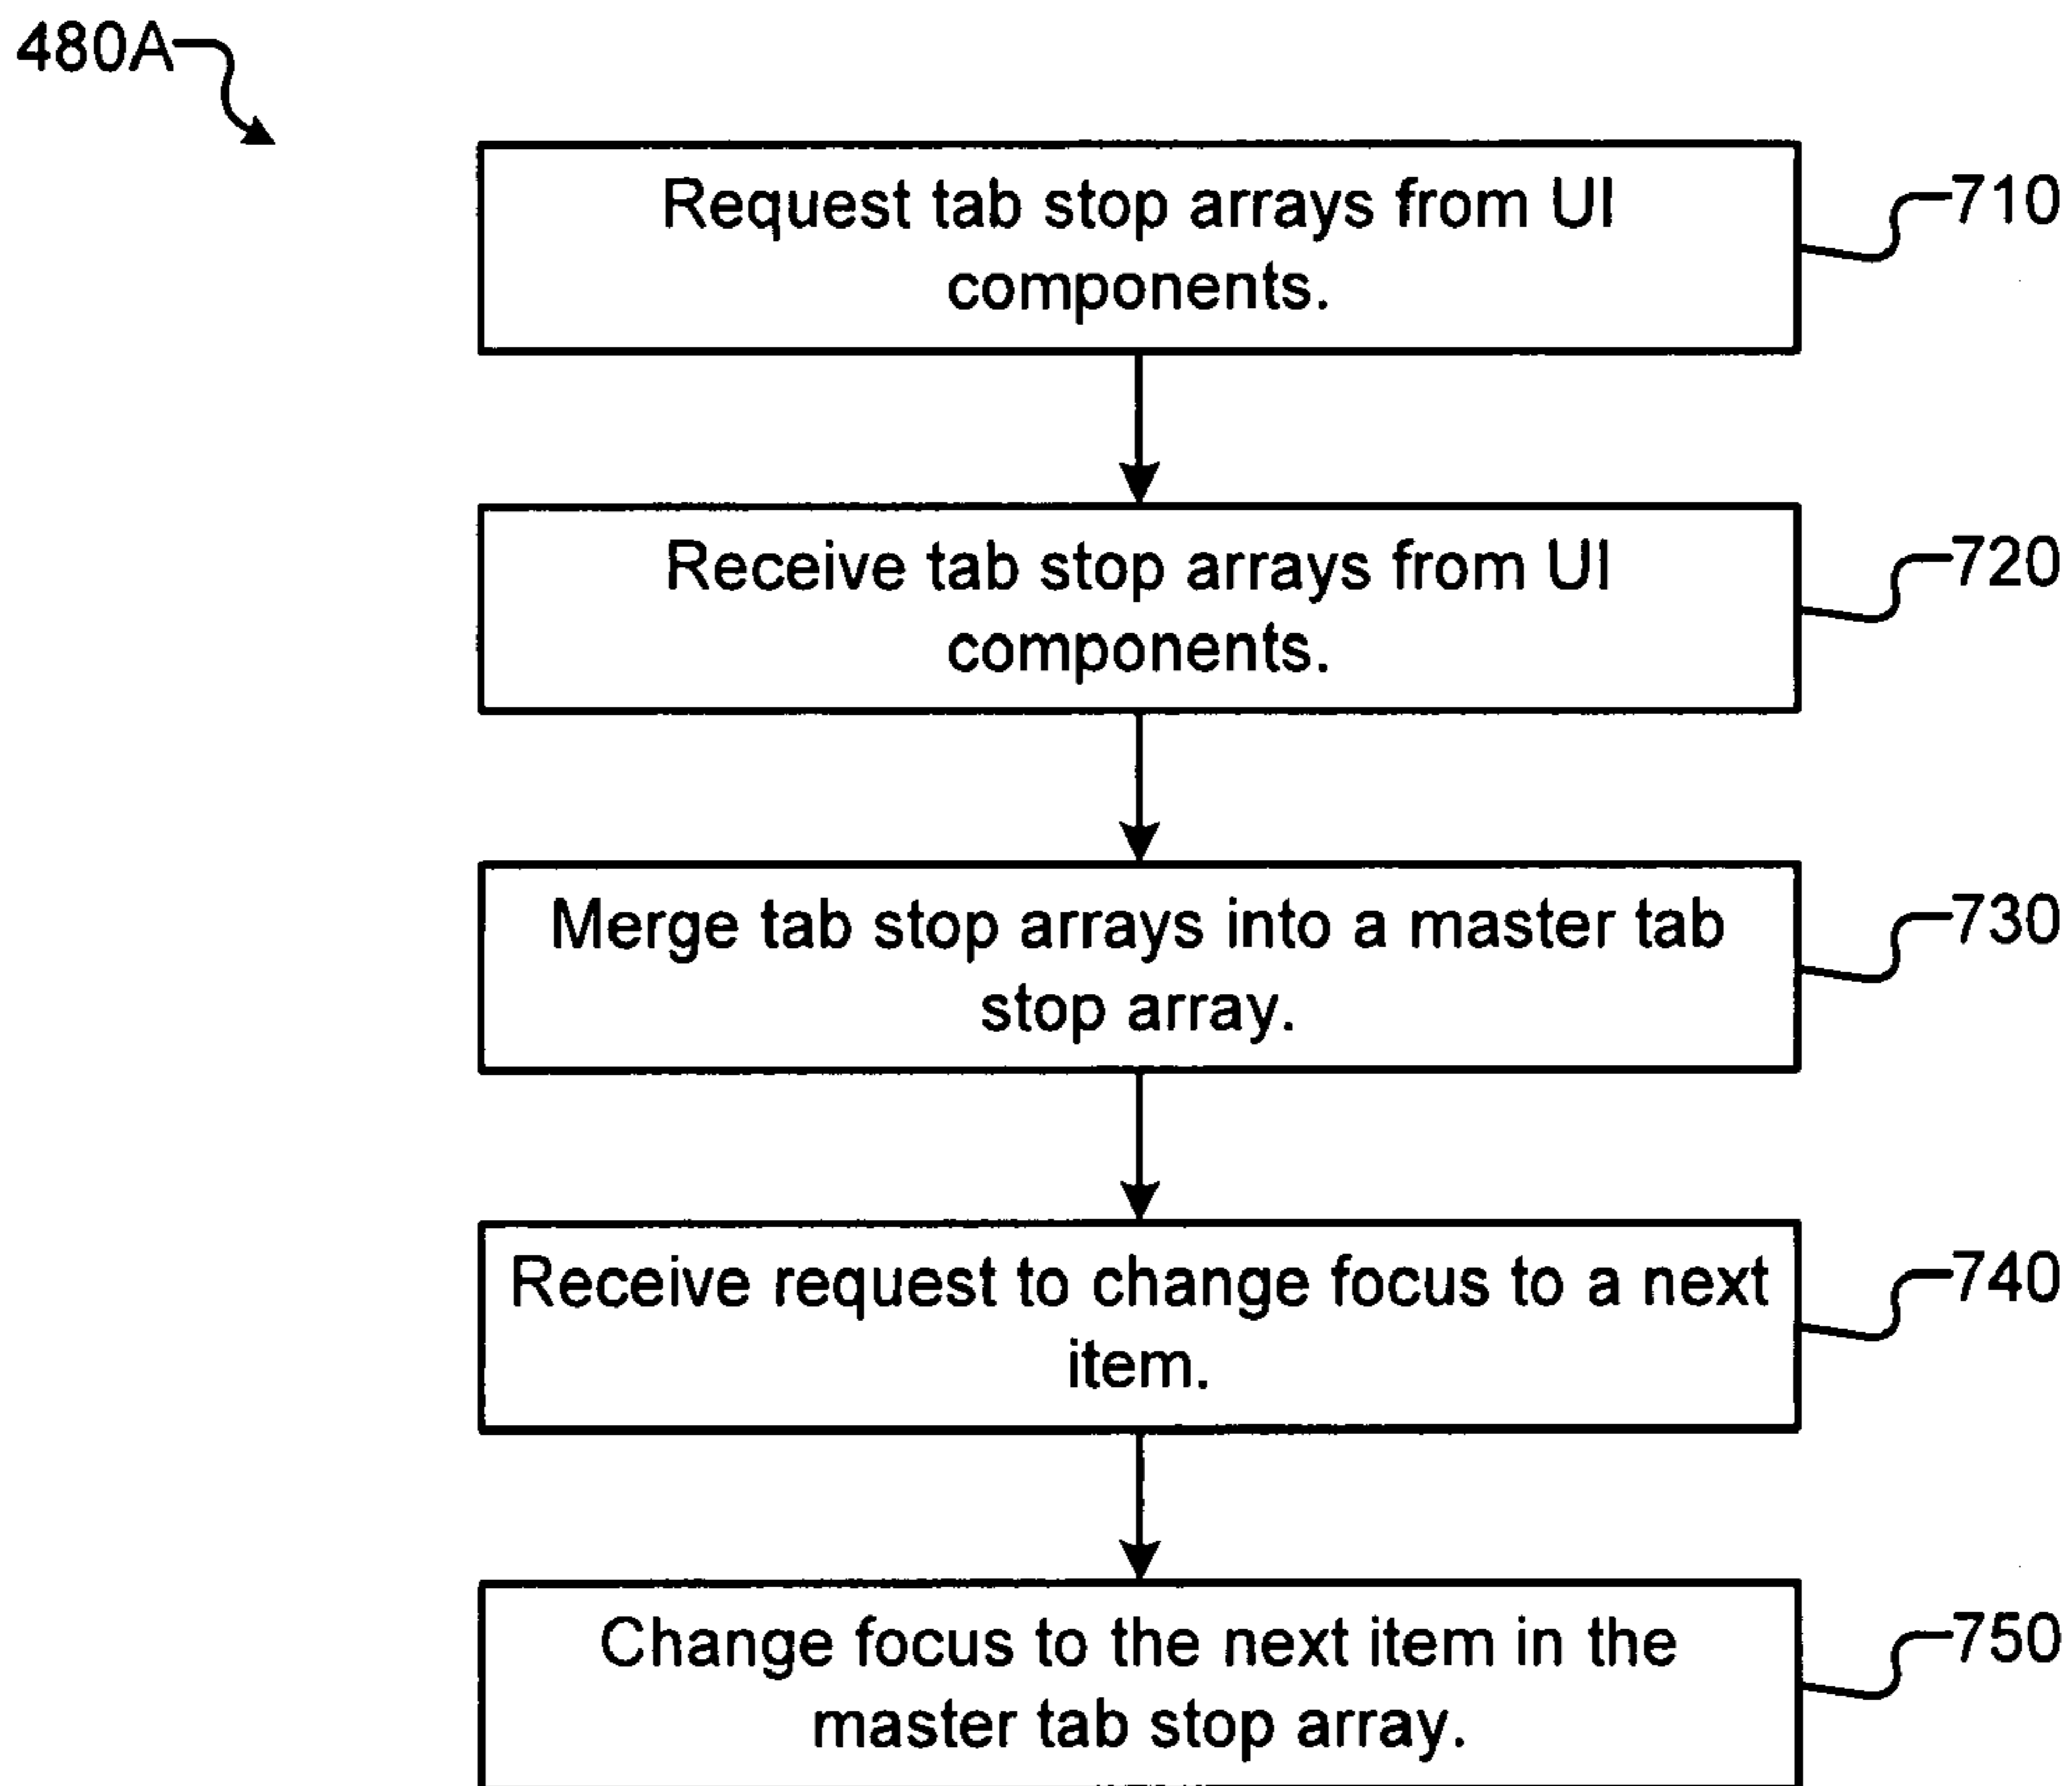 480A
Request tab stop arrays from UI
components.
710
Receive tab stop arrays from UI
components.
720
Merge tab stop arrays into a master tab
stop array.
730
Receive request to change focus to a next
item.
740
Change focus to the next item in the
master tab stop array.
750